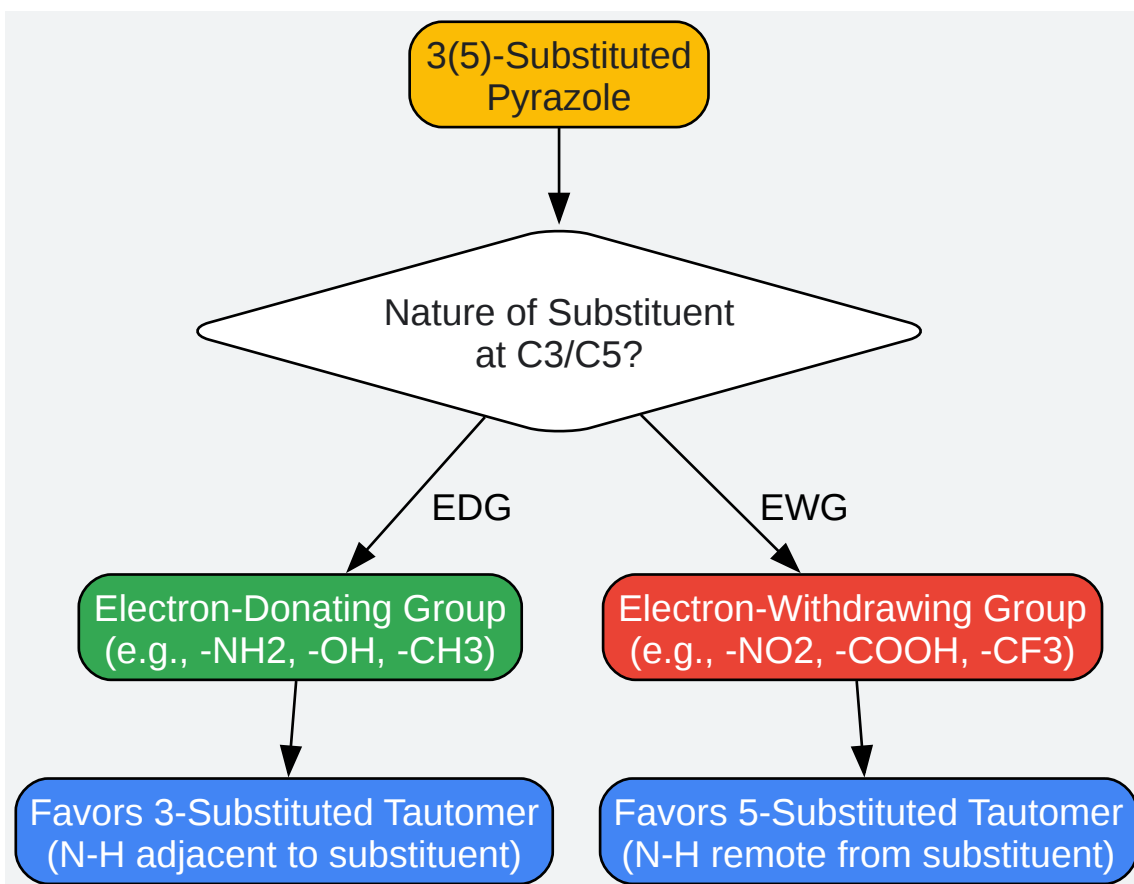 3(5)-Substituted
Pyrazole
Nature of Substituent
at C3/C5?
EDG
EWG
Electron-Donating Group
(e.g., -NH2, -OH, -CH3)
Electron-Withdrawing Group
(e.g., -NO2, -COOH, -CF3)
Favors 3-Substituted Tautomer
(N-H adjacent to substituent)
Favors 5-Substituted Tautomer
(N-H remote from substituent)